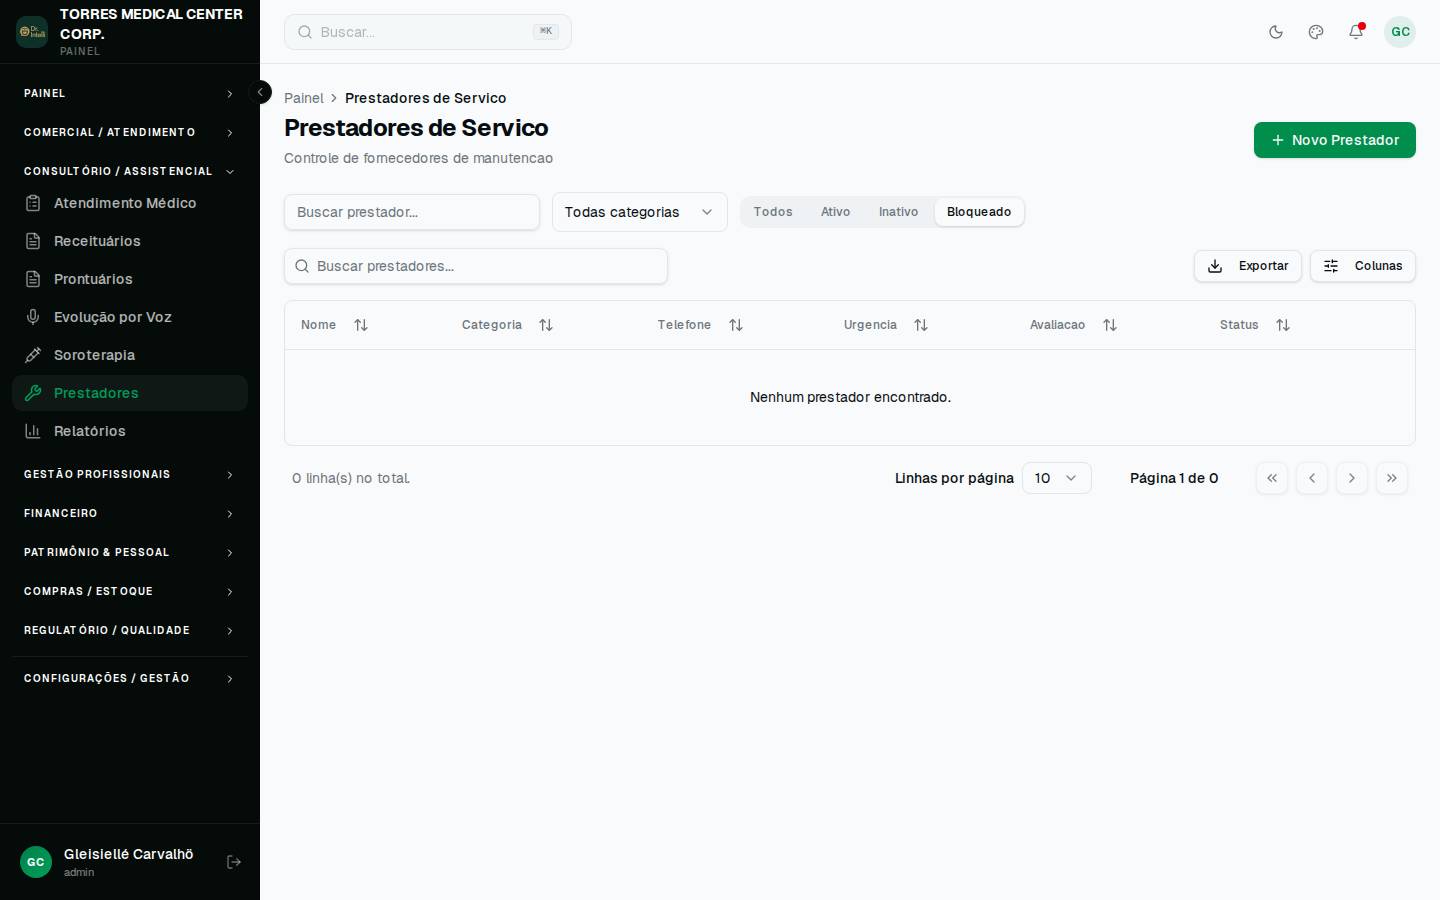 TORRES MEDICAL CENTER
CORP.
PAINEL
Buscar...
⌘K
GC
PAINEL
COMERCIAL / ATENDIMENTO
CONSULTÓRIO / ASSISTENCIAL
Atendimento Médico
Receituários
Prontuários
Evolução por Voz
Soroterapia
Prestadores
Relatórios
GESTÃO PROFISSIONAIS
FINANCEIRO
PATRIMÔNIO & PESSOAL
COMPRAS / ESTOQUE
REGULATÓRIO / QUALIDADE
CONFIGURAÇÕES / GESTÃO
GC
Gleisiellé Carvalhö
admin
Painel > Prestadores de Servico
Prestadores de Servico
Controle de fornecedores de manutencao
+ Novo Prestador
Buscar prestador...
Todas categorias
Todos Ativo Inativo Bloqueado
Buscar prestadores...
Exportar
Colunas
Nome Categoria Telefone Urgencia Avaliacao Status
Nenhum prestador encontrado.
0 linha(s) no total.
Linhas por página 10
Página 1 de 0